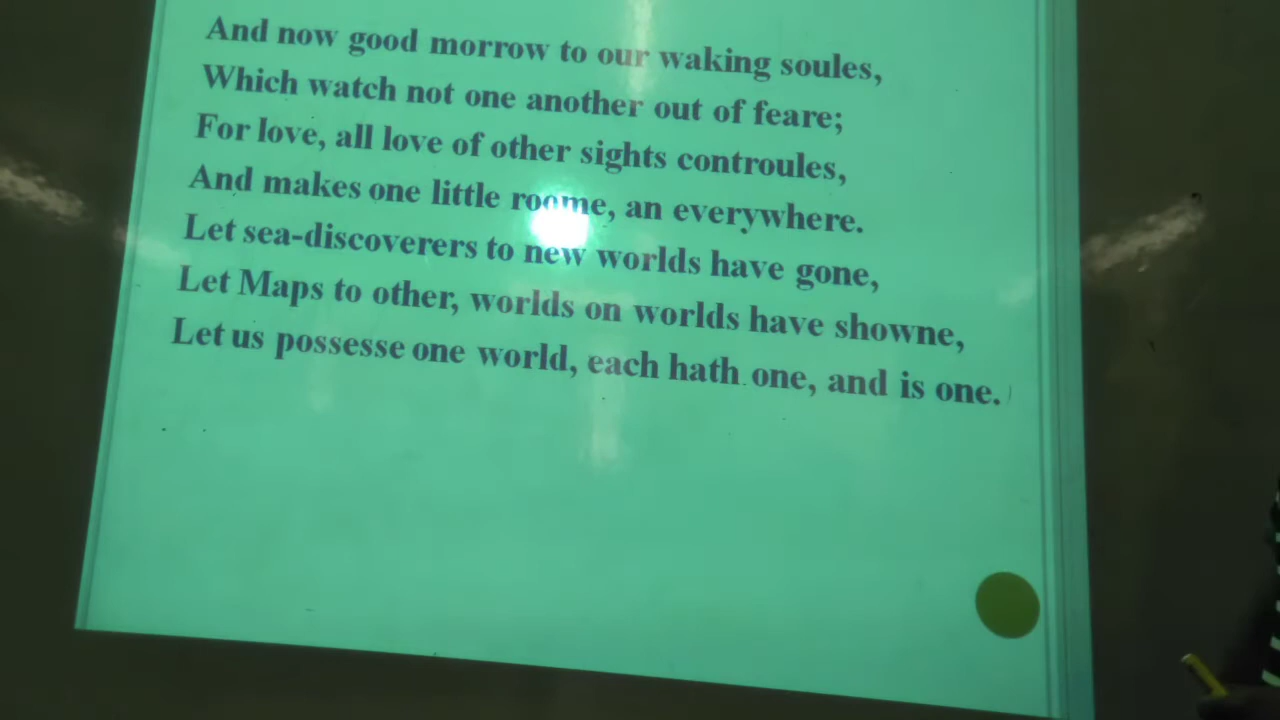 And now good morrow to our waking soules,
Which watch not one another out of feare;
For love, all love of other sights controules,
And makes one little roome, an everywhere.
Let sea-discoverers to new worlds have gone,
Let Maps to other, worlds on worlds have showne,
Let us possesse one world, each hath one, and is one.